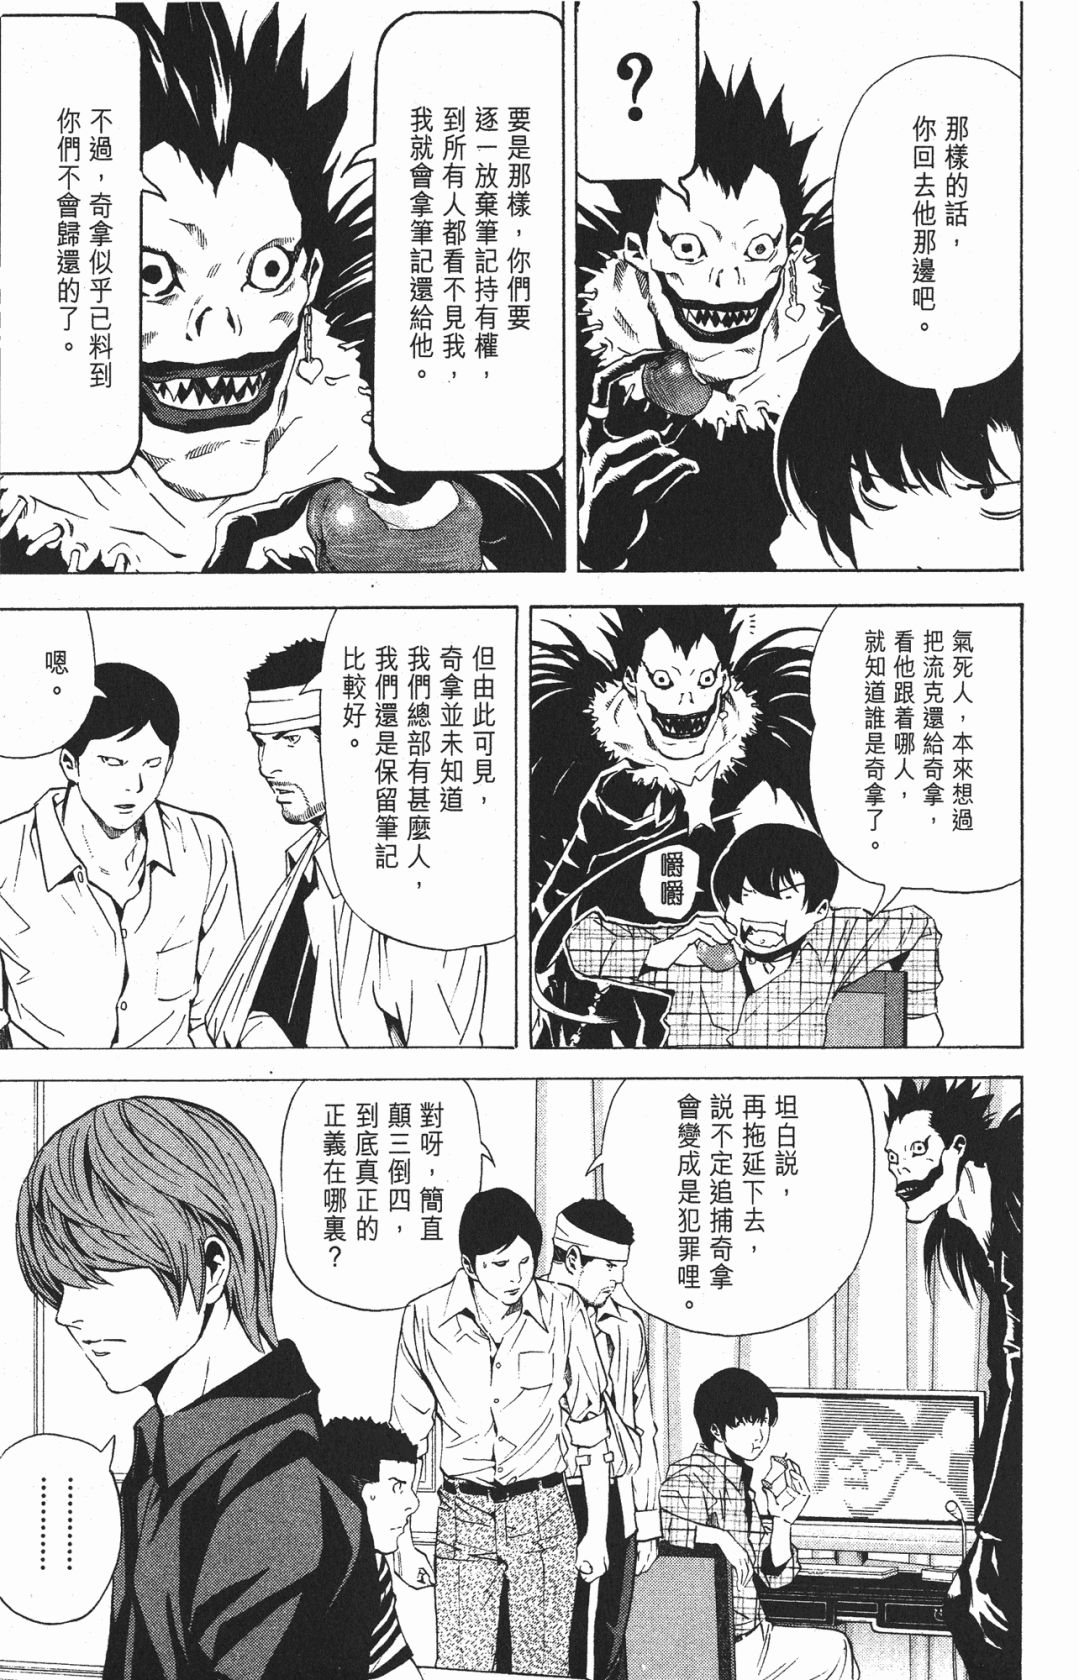 那樣的話，
你回去他那邊吧。
？
要是那樣，你們要
逐一放棄筆記持有權，
到所有人都看不見我，
我就會拿筆記還給他。
不過，奇拿似乎已料到
你們不會歸還的了。
氣死人，本來想過
把流克還給奇拿，
看他跟着哪人，
就知道誰是奇拿了。
嚼嚼
但由此可見，
奇拿並未知道
我們總部有甚麼人，
我們還是保留筆記
比較好。
嗯。
坦白説，
再拖延下去，
説不定追捕奇拿
會變成是犯罪哩。
對呀，簡直
顛三倒四，
到底真正的
正義在哪裏？
…………